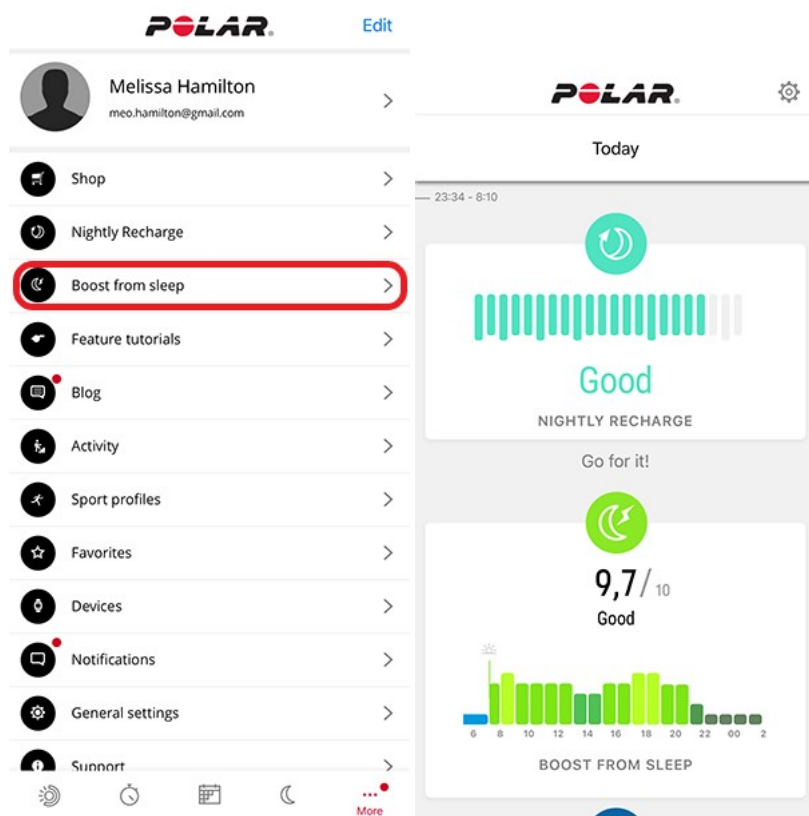 POLAR.
Edit
Melissa Hamilton
meo.hamilton@gmail.com
Shop
Nightly Recharge
Boost from sleep
Feature tutorials
Blog
Activity
Sport profiles
Favorites
Devices
Notifications
General settings
Support
More
POLAR.
Today
23:34 - 8:10
Good
NIGHTLY RECHARGE
Go for it!
9,7/ 10
Good
6 8 10 12 14 16 18 20 22 00 2
BOOST FROM SLEEP